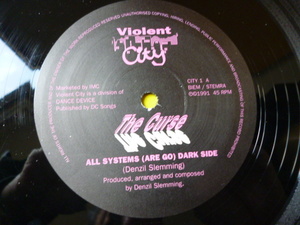 Violent
City
Marketed by IMC
Violent City is a division of
DANCE DEVICE
Published by DC Songs
CITY 1 A
BIEM / STEMRA
℗©1991 45 RPM
The Curse
ALL SYSTEMS (ARE GO) DARK SIDE
(Denzil Slemming)
Produced, arranged and composed
by Denzil Slemming.